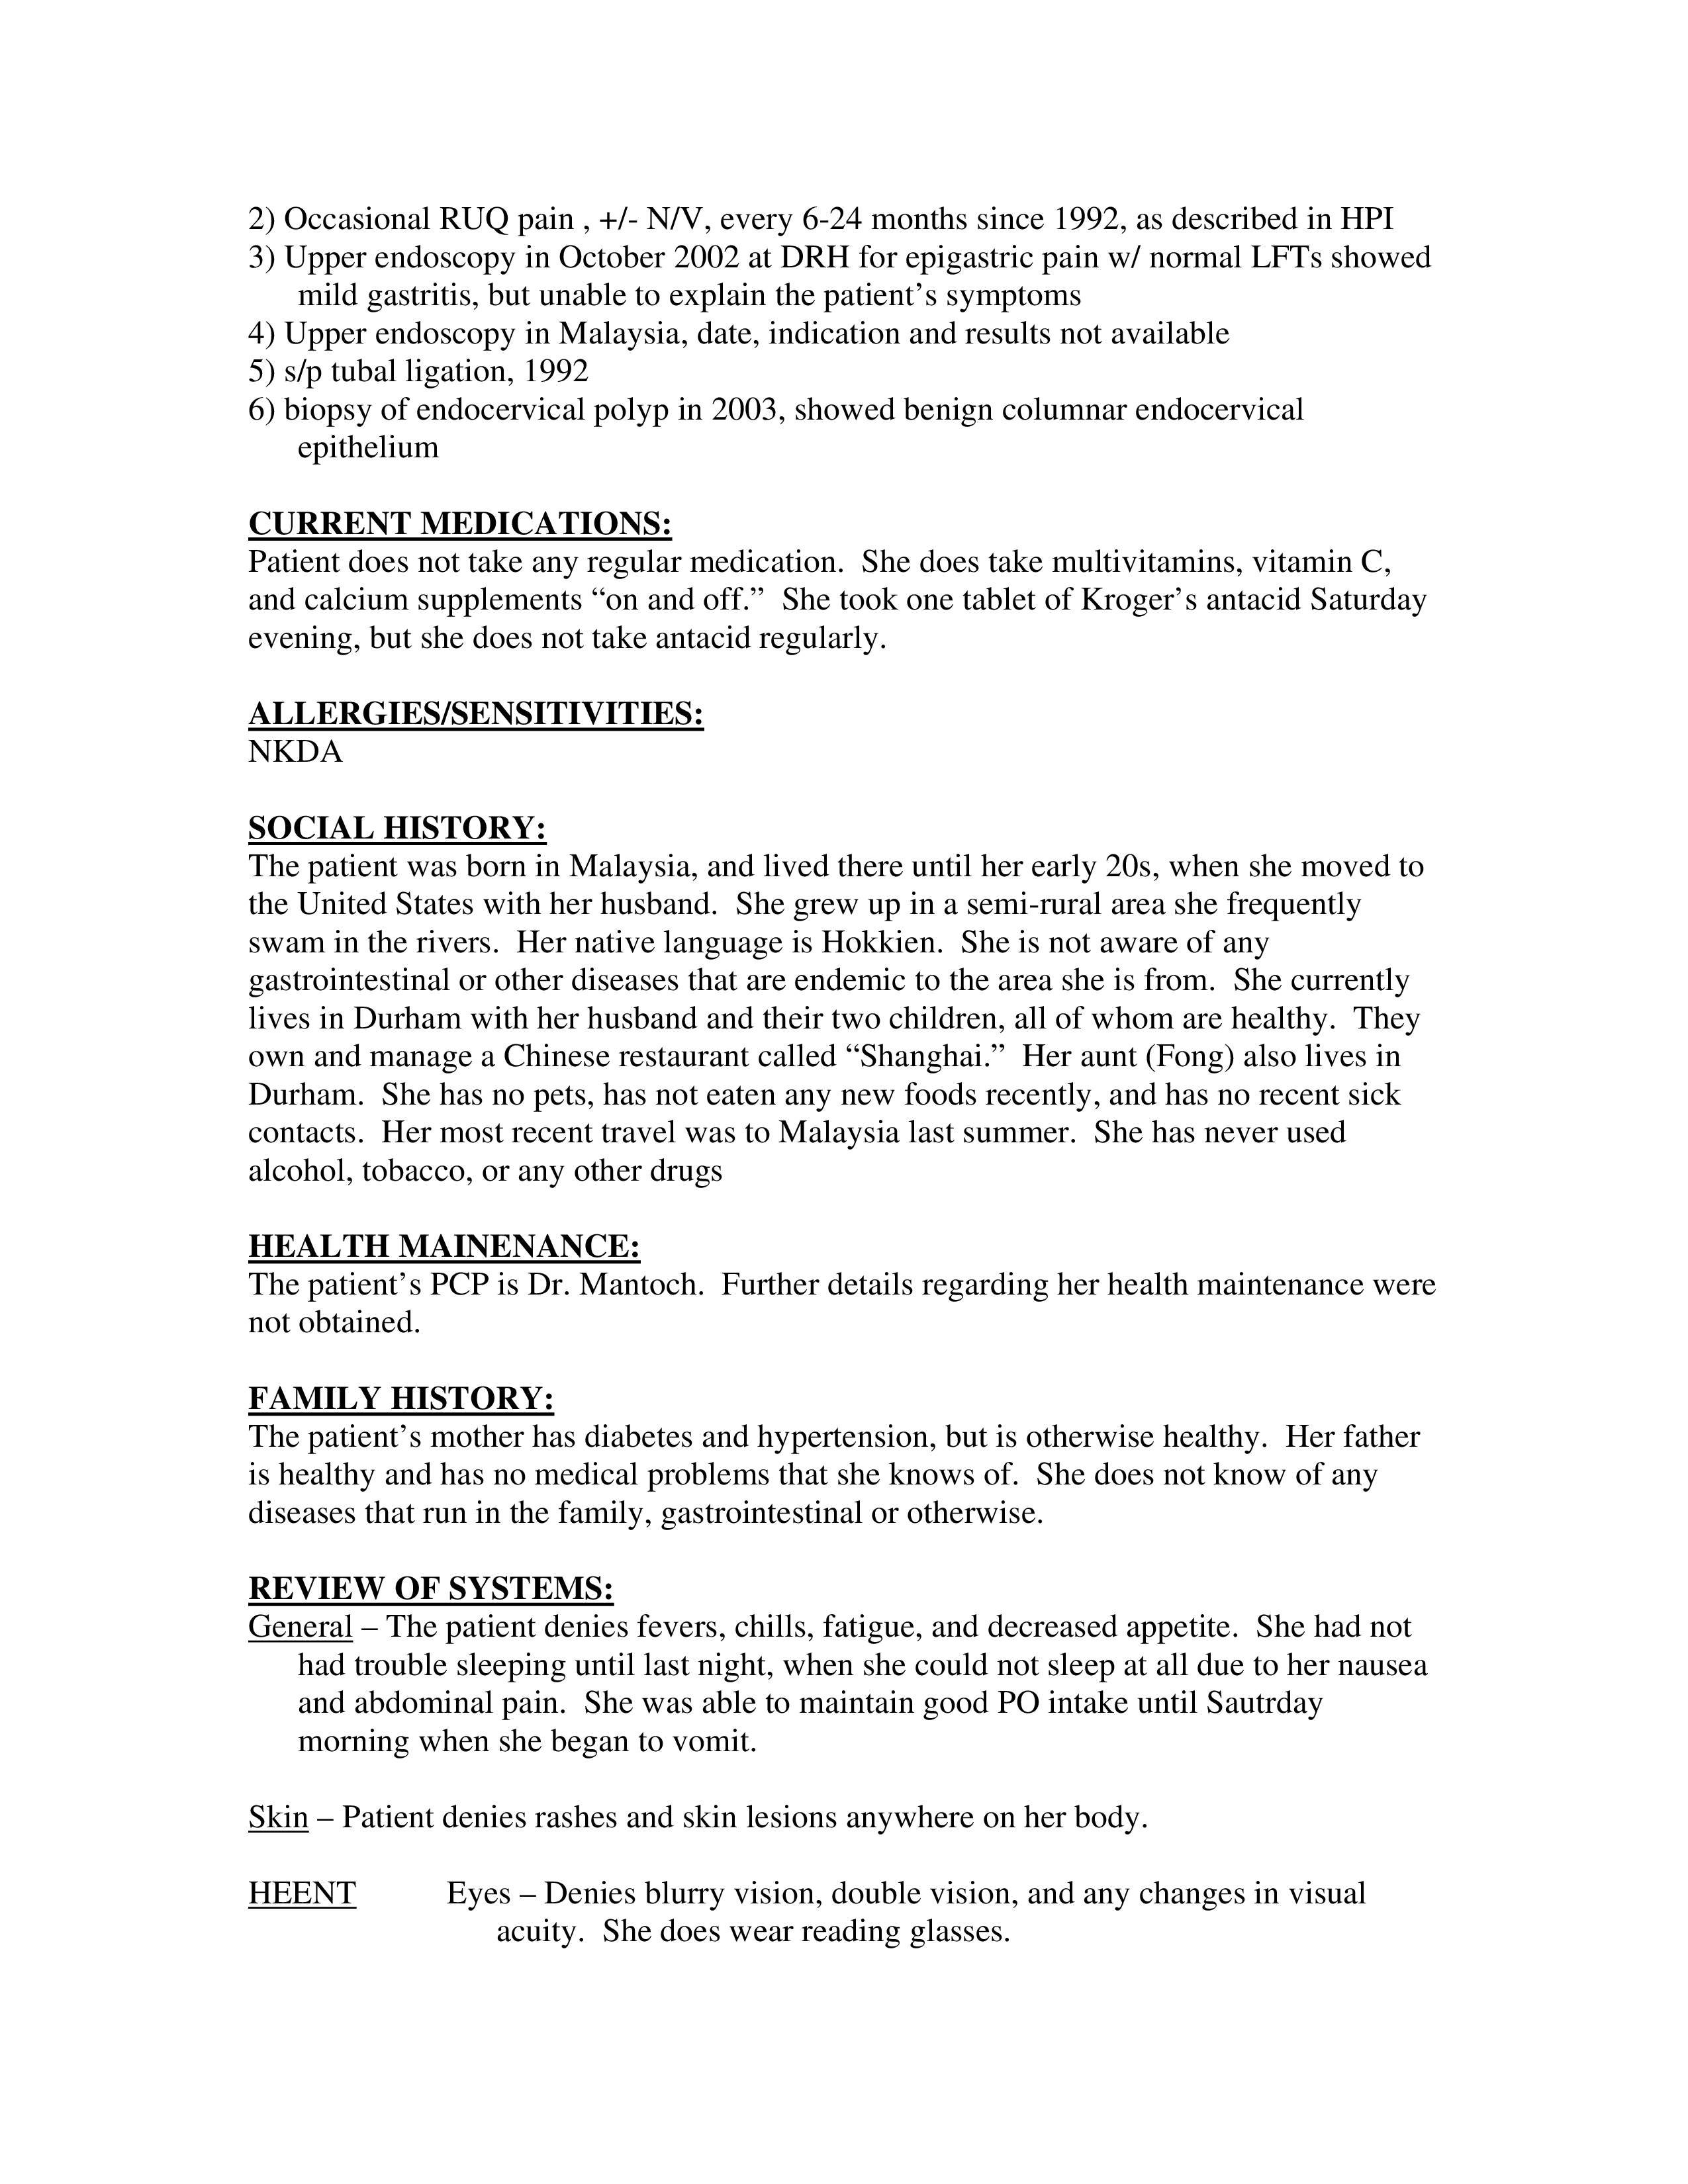 2) Occasional RUQ pain , +/- N/V, every 6-24 months since 1992, as described in HPI
3) Upper endoscopy in October 2002 at DRH for epigastric pain w/ normal LFTs showed
mild gastritis, but unable to explain the patient’s symptoms
4) Upper endoscopy in Malaysia, date, indication and results not available
5) s/p tubal ligation, 1992
6) biopsy of endocervical polyp in 2003, showed benign columnar endocervical
epithelium
CURRENT MEDICATIONS:
Patient does not take any regular medication.  She does take multivitamins, vitamin C,
and calcium supplements “on and off.”  She took one tablet of Kroger’s antacid Saturday
evening, but she does not take antacid regularly.
ALLERGIES/SENSITIVITIES:
NKDA
SOCIAL HISTORY:
The patient was born in Malaysia, and lived there until her early 20s, when she moved to
the United States with her husband.  She grew up in a semi-rural area she frequently
swam in the rivers.  Her native language is Hokkien.  She is not aware of any
gastrointestinal or other diseases that are endemic to the area she is from.  She currently
lives in Durham with her husband and their two children, all of whom are healthy.  They
own and manage a Chinese restaurant called “Shanghai.”  Her aunt (Fong) also lives in
Durham.  She has no pets, has not eaten any new foods recently, and has no recent sick
contacts.  Her most recent travel was to Malaysia last summer.  She has never used
alcohol, tobacco, or any other drugs
HEALTH MAINENANCE:
The patient’s PCP is Dr. Mantoch.  Further details regarding her health maintenance were
not obtained.
FAMILY HISTORY:
The patient’s mother has diabetes and hypertension, but is otherwise healthy.  Her father
is healthy and has no medical problems that she knows of.  She does not know of any
diseases that run in the family, gastrointestinal or otherwise.
REVIEW OF SYSTEMS:
General – The patient denies fevers, chills, fatigue, and decreased appetite.  She had not
had trouble sleeping until last night, when she could not sleep at all due to her nausea
and abdominal pain.  She was able to maintain good PO intake until Sautrday
morning when she began to vomit.
Skin – Patient denies rashes and skin lesions anywhere on her body.
HEENT Eyes – Denies blurry vision, double vision, and any changes in visual
acuity.  She does wear reading glasses.